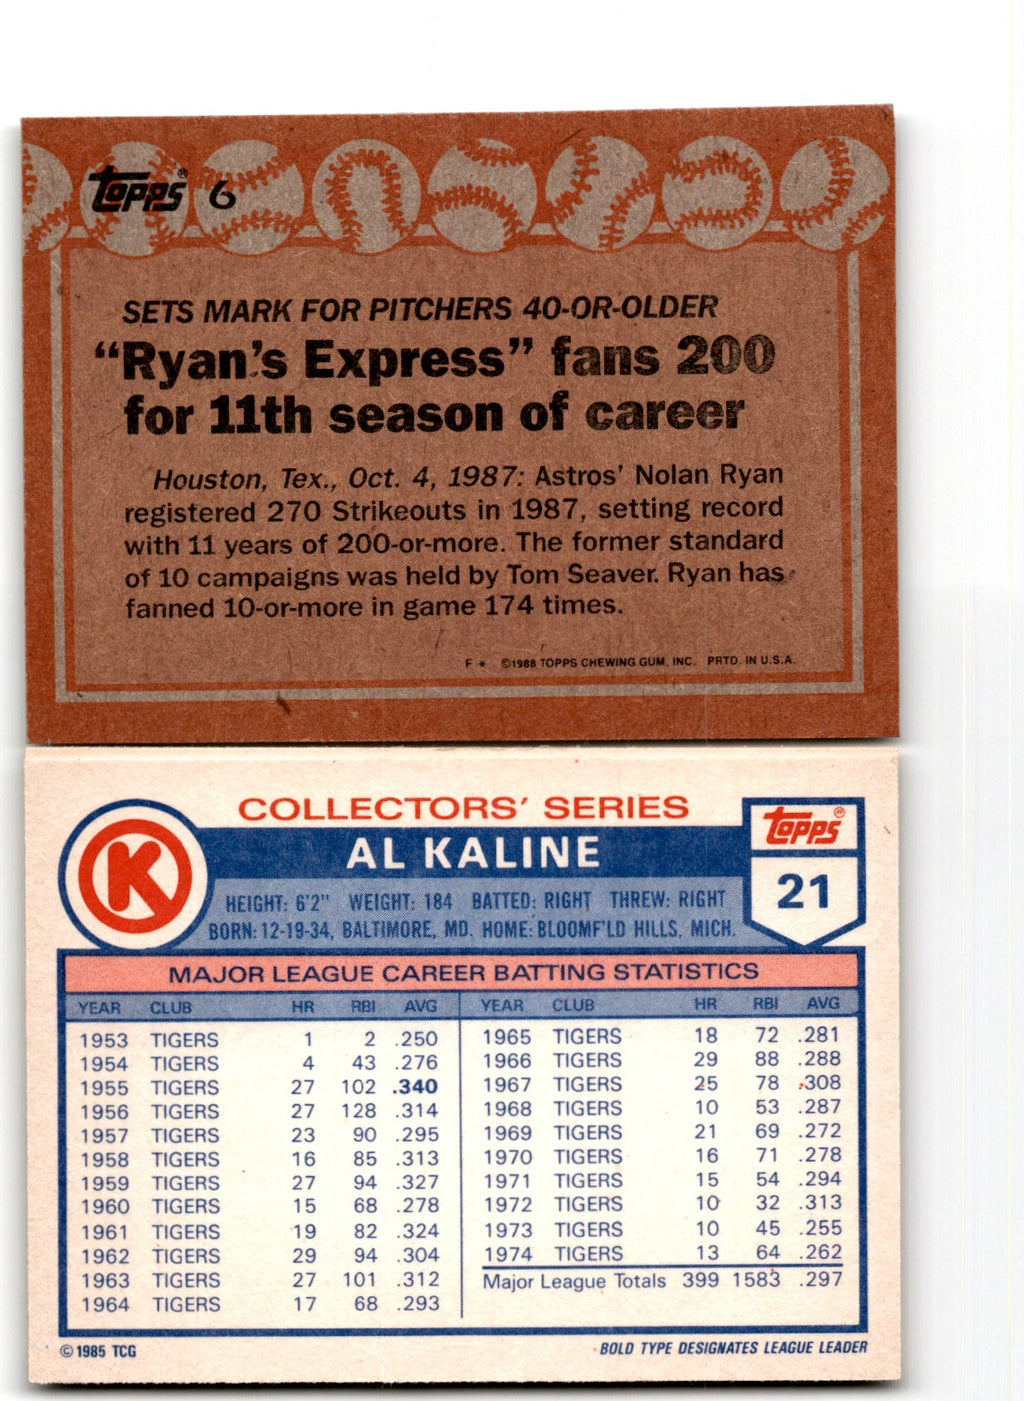 TOPPS® 6
SETS MARK FOR PITCHERS 40-OR-OLDER
"Ryan's Express" fans 200
for 11th season of career
Houston, Tex., Oct. 4, 1987: Astros' Nolan Ryan
registered 270 Strikeouts in 1987, setting record
with 11 years of 200-or-more. The former standard
of 10 campaigns was held by Tom Seaver. Ryan has
fanned 10-or-more in game 174 times.
F * ©1988 TOPPS CHEWING GUM, INC. PRTD. IN U.S.A.
COLLECTORS' SERIES
K
AL KALINE
TOPPS®
21
HEIGHT: 6'2" WEIGHT: 184 BATTED: RIGHT THREW: RIGHT
BORN: 12-19-34, BALTIMORE, MD. HOME: BLOOMF'LD HILLS, MICH.
MAJOR LEAGUE CAREER BATTING STATISTICS
YEAR CLUB HR RBI AVG YEAR CLUB HR RBI AVG
1953 TIGERS 1 2 .250 1965 TIGERS 18 72 .281
1954 TIGERS 4 43 .276 1966 TIGERS 29 88 .288
1955 TIGERS 27 102 .340 1967 TIGERS 25 78 .308
1956 TIGERS 27 128 .314 1968 TIGERS 10 53 .287
1957 TIGERS 23 90 .295 1969 TIGERS 21 69 .272
1958 TIGERS 16 85 .313 1970 TIGERS 16 71 .278
1959 TIGERS 27 94 .327 1971 TIGERS 15 54 .294
1960 TIGERS 15 68 .278 1972 TIGERS 10 32 .313
1961 TIGERS 19 82 .324 1973 TIGERS 10 45 .255
1962 TIGERS 29 94 .304 1974 TIGERS 13 64 .262
1963 TIGERS 27 101 .312 Major League Totals 399 1583 .297
1964 TIGERS 17 68 .293
© 1985 TCG BOLD TYPE DESIGNATES LEAGUE LEADER